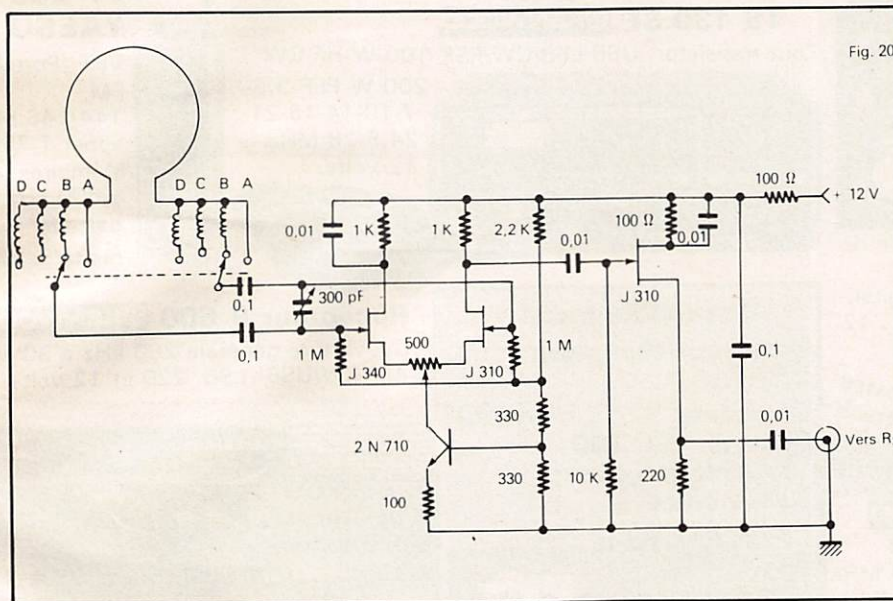 Fig. 20
D C B A
D C B A
100 Ω
+ 12 V
0,01
1 K
1 K
2,2 K
100 Ω
0,01
0,01
0,1
300 pF
0,1
J 310
1 M
500
1 M
J 340
J 310
0,1
330
0,01
Vers R
2 N 710
330
10 K
220
100